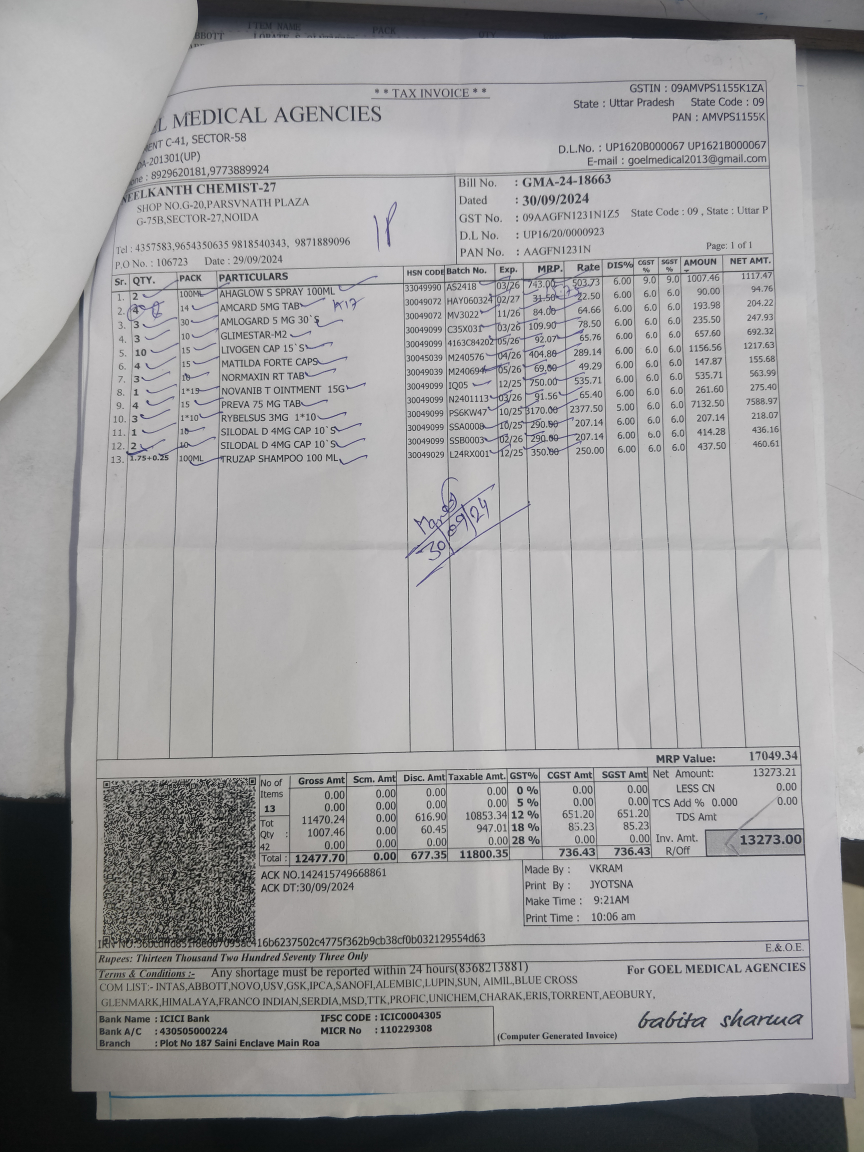 ** TAX INVOICE **
GSTIN : 09AMVPS1155K1ZA
State : Uttar Pradesh State Code : 09
PAN : AMVPS1155K
EL MEDICAL AGENCIES
C-41, SECTOR-58
-201301(UP)
: 8929620181,9773889924
D.L.No. : UP1620B000067 UP1621B000067
E-mail : goelmedical2013@gmail.com
EELKANTH CHEMIST-27
SHOP NO.G-20,PARSVNATH PLAZA
G-75B,SECTOR-27,NOIDA
Tel : 4357583,9654350635 9818540343, 9871889096
P.O No. : 106723 Date : 29/09/2024
Bill No. : GMA-24-18663
Dated : 30/09/2024
GST No. : 09AAGFN1231N1Z5 State Code : 09 , State : Uttar P
D.L No. : UP16/20/0000923
PAN No. : AAGFN1231N
Page: 1 of 1
Sr. QTY. PACK PARTICULARS HSN CODE Batch No. Exp. MRP. Rate DIS% CGST % SGST % AMOUN NET AMT.
1. 2 100ML AHAGLOW S SPRAY 100ML 33049990 AS2418 03/26 743.00 503.73 6.00 9.0 9.0 1007.46 1117.47
2. 4 14 AMCARD 5MG TAB 30049072 HAY060324 02/27 31.50 22.50 6.00 6.0 6.0 90.00 94.76
3. 3 30 AMLOGARD 5 MG 30`S 30049072 MV3022 11/26 84.00 64.66 6.00 6.0 6.0 193.98 204.22
4. 3 10 GLIMESTAR-M2 30049099 C35X031 03/26 109.90 78.50 6.00 6.0 6.0 235.50 247.93
5. 10 15 LIVOGEN CAP 15`S 30049099 4163C84202 05/26 92.07 65.76 6.00 6.0 6.0 657.60 692.32
6. 4 15 MATILDA FORTE CAPS 30045039 M240576 04/26 404.80 289.14 6.00 6.0 6.0 1156.56 1217.63
7. 3 10 NORMAXIN RT TAB 30049039 05/26 69.00 49.29 6.00 6.0 6.0 147.87 155.68
8. 1 1*15 NOVANIB T OINTMENT 15G 30049099 IQ05 12/25 750.00 535.71 6.00 6.0 6.0 535.71 563.99
9. 4 15 PREVA 75 MG TAB 30049099 N2401113 03/26 91.56 65.40 6.00 6.0 6.0 261.60 275.40
10. 3 1*10 RYBELSUS 3MG 1*10 30049099 PS6KW47 10/25 3170.00 2377.50 5.00 6.0 6.0 7132.50 7588.97
11. 1 10 SILODAL D 4MG CAP 10`S 30049099 SSA0008 10/25 290.00 207.14 6.00 6.0 6.0 207.14 218.07
12. 2 10 SILODAL D 4MG CAP 10`S 30049099 SSB0003 02/26 290.00 207.14 6.00 6.0 6.0 414.28 436.16
13. 1.75+0.25 100ML TRUZAP SHAMPOO 100 ML 30049029 L24RX001 12/25 350.00 250.00 6.00 6.0 6.0 437.50 460.61
30/09/24
MRP Value: 17049.34
No of Items 13 Tot Qty : 42
Gross Amt Scm. Amt Disc. Amt Taxable Amt. GST% CGST Amt SGST Amt
0.00 0.00 0.00 0.00 0 % 0.00 0.00
0.00 0.00 0.00 0.00 5 % 0.00 0.00
11470.24 0.00 616.90 10853.34 12 % 651.20 651.20
1007.46 0.00 60.45 947.01 18 % 85.23 85.23
0.00 0.00 0.00 0.00 28 % 0.00 0.00
Total : 12477.70 0.00 677.35 11800.35 736.43 736.43
Net Amount: 13273.21
LESS CN 0.00
TCS Add % 0.000 0.00
TDS Amt
Inv. Amt. R/Off 13273.00
ACK NO.142415749668861
ACK DT:30/09/2024
Made By : VKRAM
Print By : JYOTSNA
Make Time : 9:21AM
Print Time : 10:06 am
E.& O.E.
Rupees: Thirteen Thousand Two Hundred Seventy Three Only
Terms & Conditions :- Any shortage must be reported within 24 hours(8368213881)
COM LIST:- INTAS,ABBOTT,NOVO,USV,GSK,IPCA,SANOFI,ALEMBIC,LUPIN,SUN, AIMIL,BLUE CROSS
GLENMARK,HIMALAYA,FRANCO INDIAN,SERDIA,MSD,TTK,PROFIC,UNICHEM,CHARAK,ERIS,TORRENT,AEOBURY,
For GOEL MEDICAL AGENCIES
babita sharma
Bank Name : ICICI Bank IFSC CODE : ICIC0004305
Bank A/C : 430505000224 MICR No : 110229308
Branch : Plot No 187 Saini Enclave Main Roa
(Computer Generated Invoice)